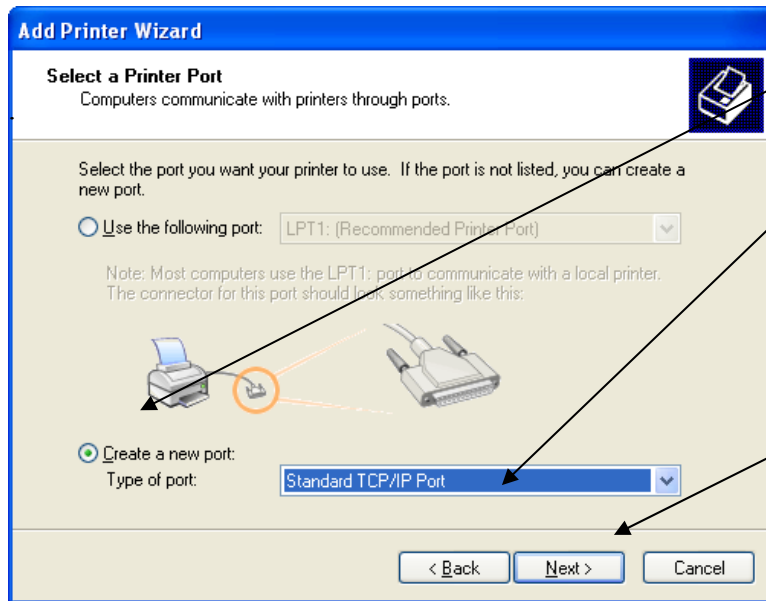 Add Printer Wizard
Select a Printer Port
Computers communicate with printers through ports.
Select the port you want your printer to use. If the port is not listed, you can create a
new port.
Use the following port: LPT1: (Recommended Printer Port)
Note: Most computers use the LPT1: port to communicate with a local printer.
The connector for this port should look something like this:
Create a new port:
Type of port: Standard TCP/IP Port
< Back Next > Cancel